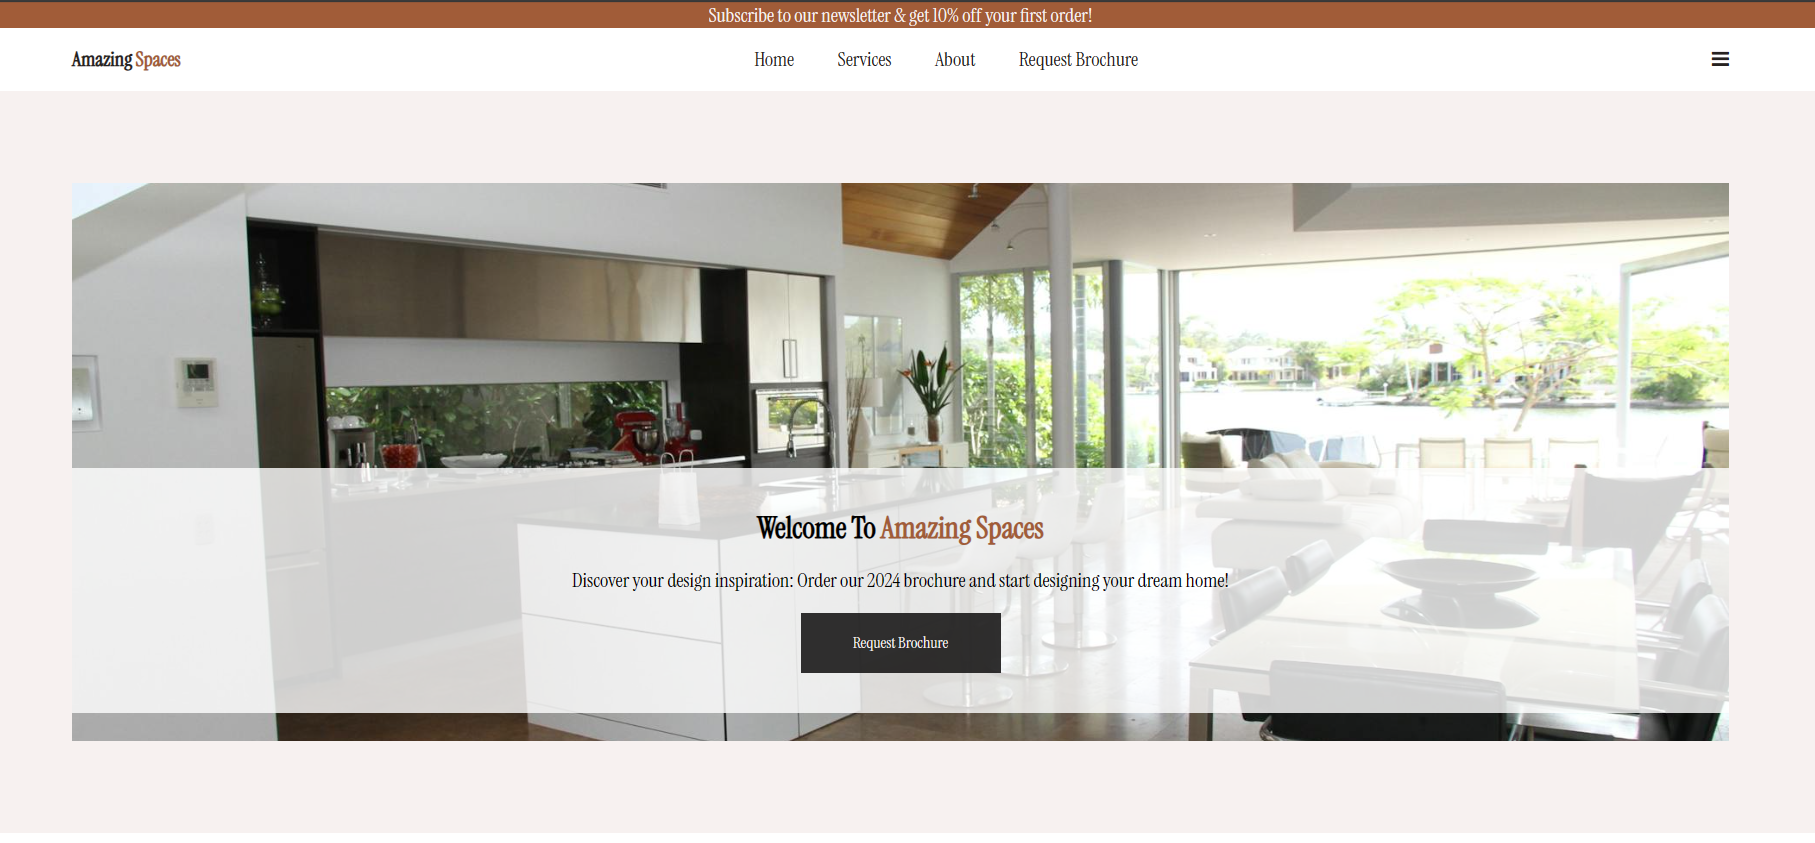 Subscribe to our newsletter & get 10% off your first order!
Amazing Spaces
Home Services About Request Brochure
Welcome To Amazing Spaces
Discover your design inspiration: Order our 2024 brochure and start designing your dream home!
Request Brochure